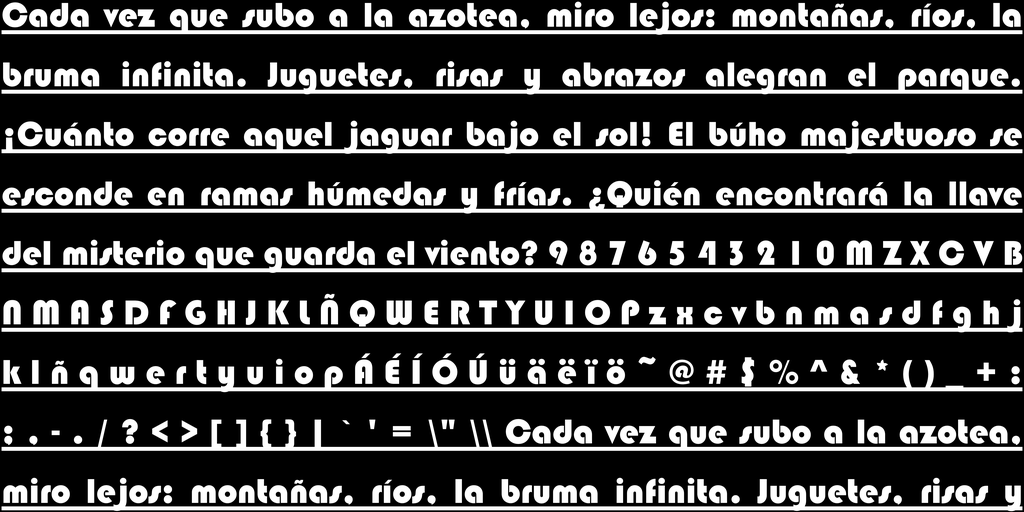 Cada vez que subo a la azotea, miro lejos: montañas, ríos, la
bruma infinita. Juguetes, risas y abrazos alegran el parque.
¡Cuánto corre aquel jaguar bajo el sol! El búho majestuoso se
esconde en ramas húmedas y frías. ¿Quién encontrará la llave
del misterio que guarda el viento? 9 8 7 6 5 4 3 2 1 0 M Z X C V B
N M A S D F G H J K L Ñ Q W E R T Y U I O P z x c v b n m a s d f g h j
k l ñ q w e r t y u i o p Á É Í Ó Ú ü ä ë ï ö ~ @ # $ % ^ & * ( ) _ + :
; , - . / ? < > [ ] { } | ` ' = \" \\ Cada vez que subo a la azotea,
miro lejos: montañas, ríos, la bruma infinita. Juguetes, risas y